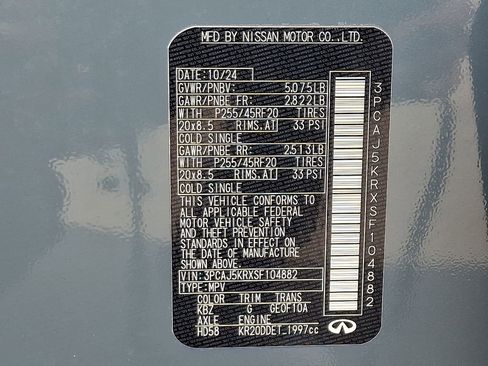 MFD BY NISSAN MOTOR CO., LTD.
DATE: 10/24
GVWR/PNBV: 5,075LB
GAWR/PNBE FR: 2,822LB
WITH P255/45RF20 TIRES
20x8.5 RIMS, AT 33 PSI
COLD SINGLE
GAWR/PNBE RR: 2,513LB
WITH P255/45RF20 TIRES
20x8.5 RIMS, AT 33 PSI
COLD SINGLE
THIS VEHICLE CONFORMS TO
ALL APPLICABLE FEDERAL
MOTOR VEHICLE SAFETY
AND THEFT PREVENTION
STANDARDS IN EFFECT ON
THE DATE OF MANUFACTURE
SHOWN ABOVE.
VIN: 3PCAJ5KRXSF104882
TYPE: MPV
COLOR TRIM TRANS
KBZ G GE0F10A
AXLE ENGINE
HD58 KR20DDET_1997cc
3PCAJ5KRXSF104882